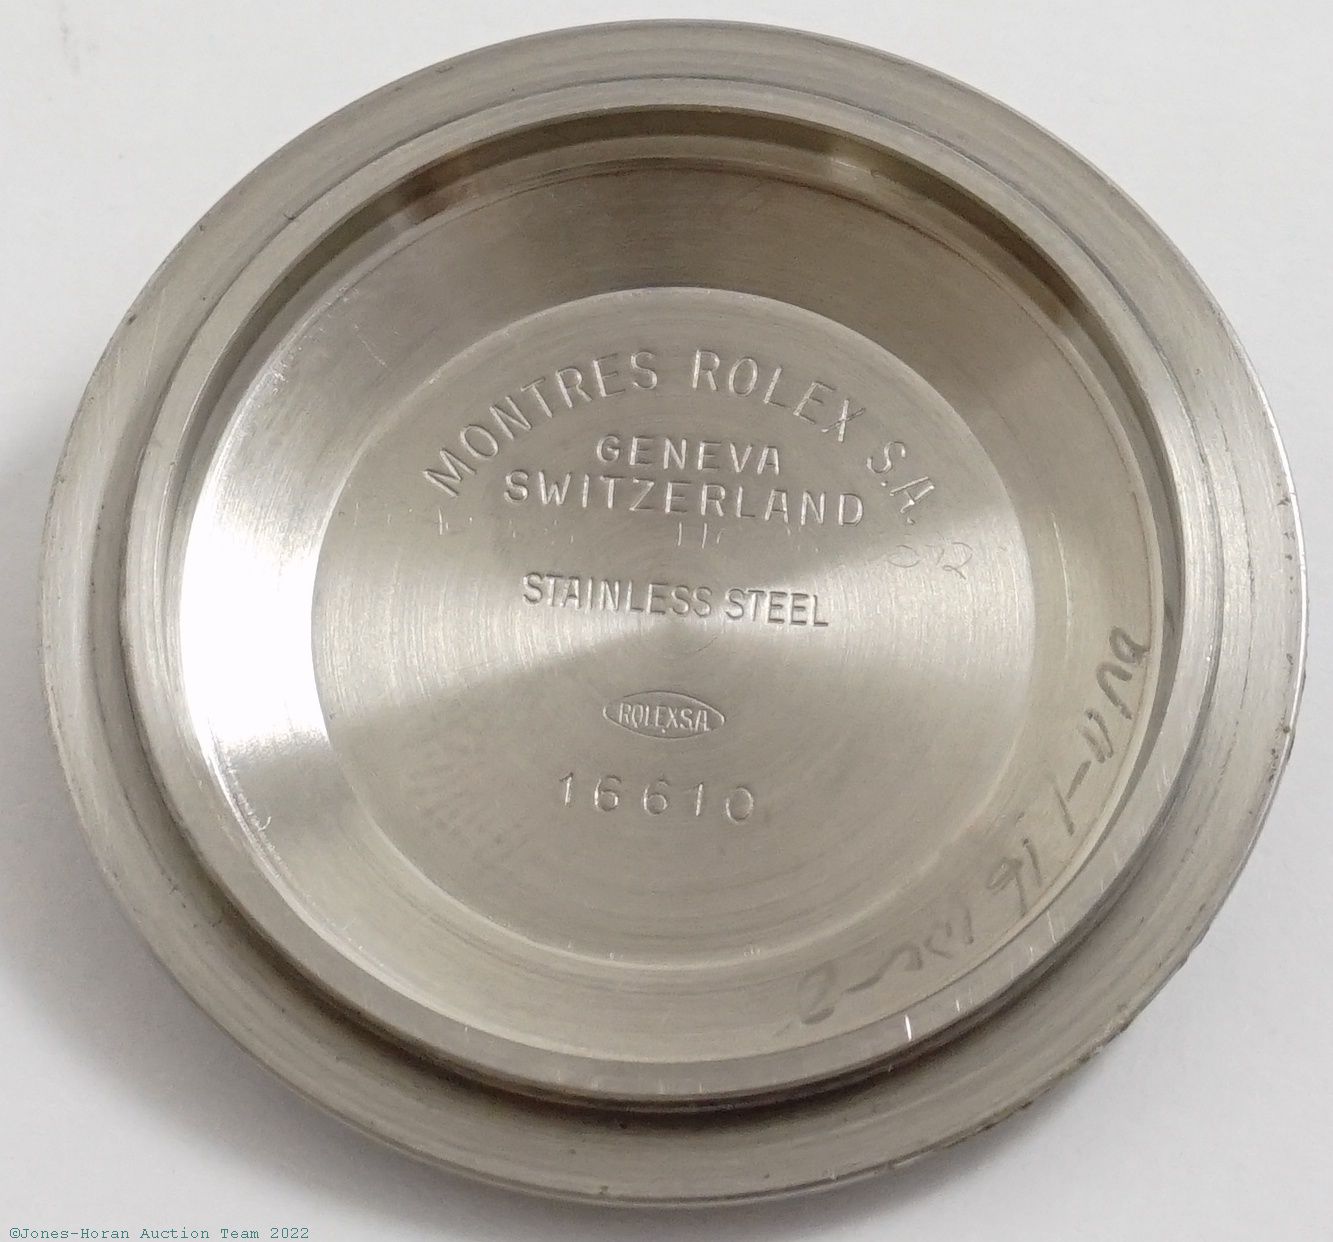 MONTRES ROLEX S.A.
GENEVA
SWITZERLAND
STAINLESS STEEL
ROLEXSA
16610
©Jones-Horan Auction Team 2022